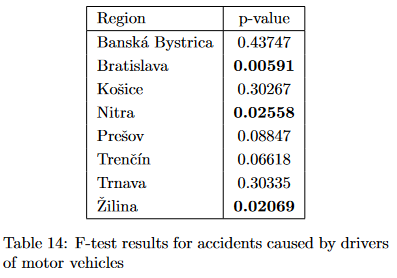 Region p-value
Banská Bystrica 0.43747
Bratislava 0.00591
Košice 0.30267
Nitra 0.02558
Prešov 0.08847
Trenčín 0.06618
Trnava 0.30335
Žilina 0.02069
Table 14: F-test results for accidents caused by drivers
of motor vehicles